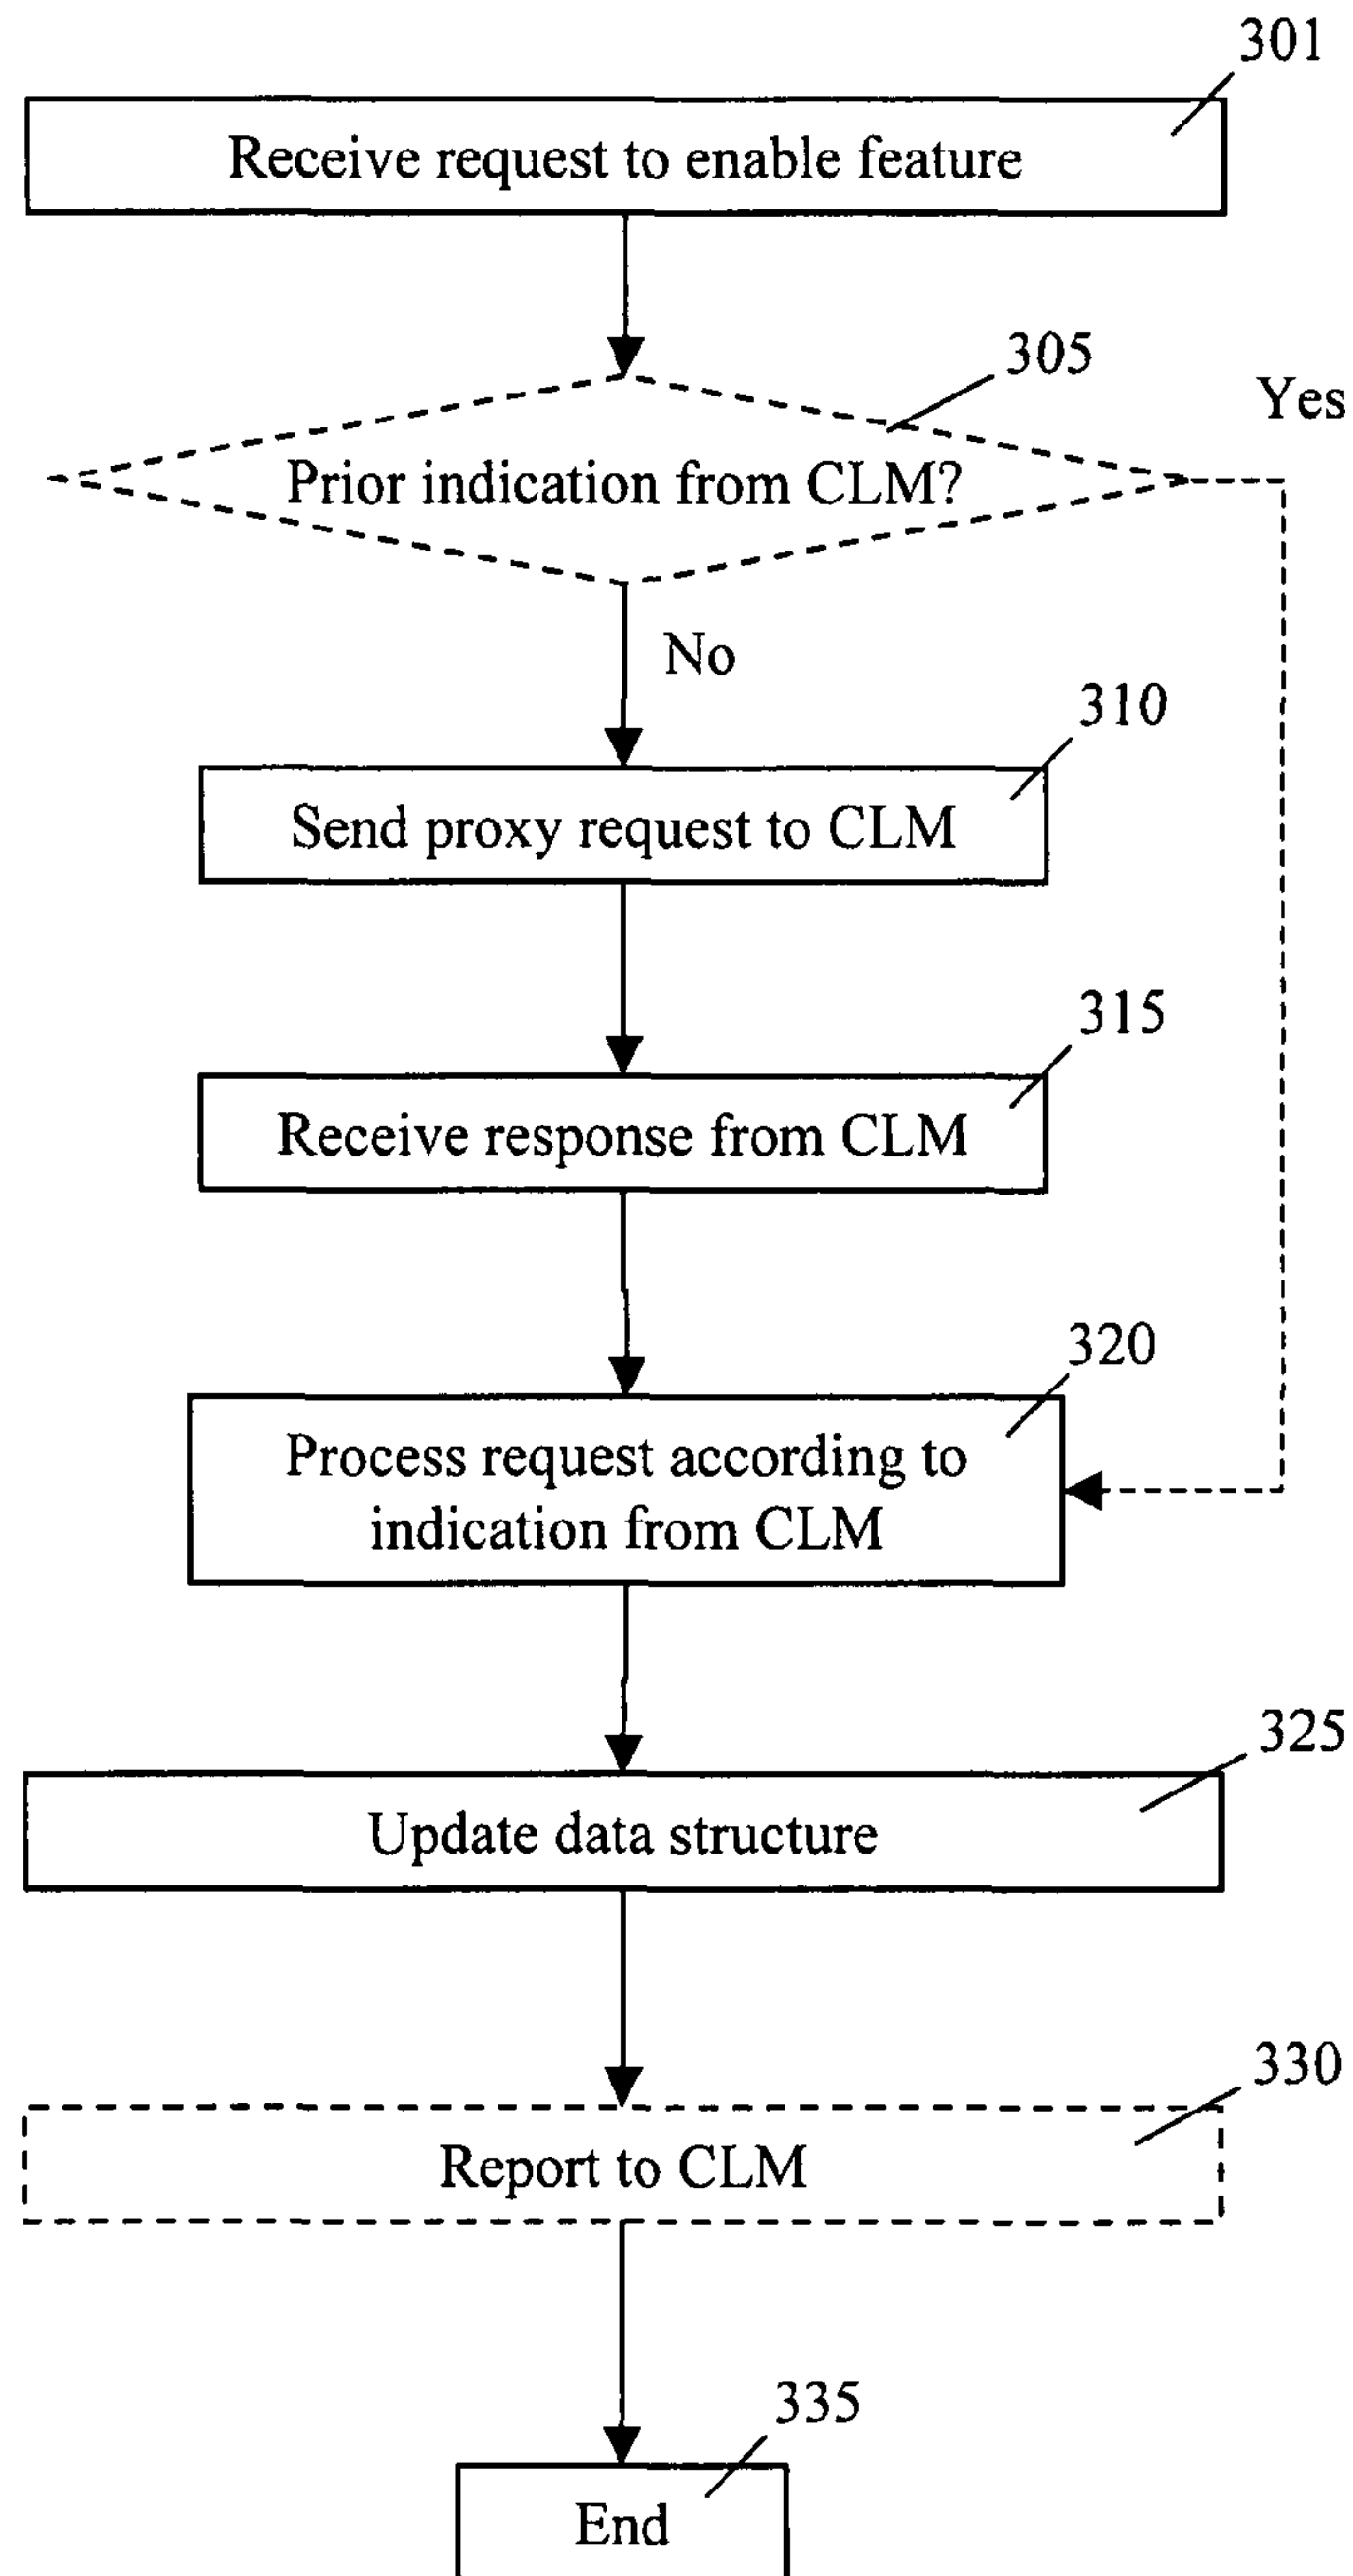 301
Receive request to enable feature
305
Yes
Prior indication from CLM?
No
310
Send proxy request to CLM
315
Receive response from CLM
320
Process request according to
indication from CLM
325
Update data structure
330
Report to CLM
335
End